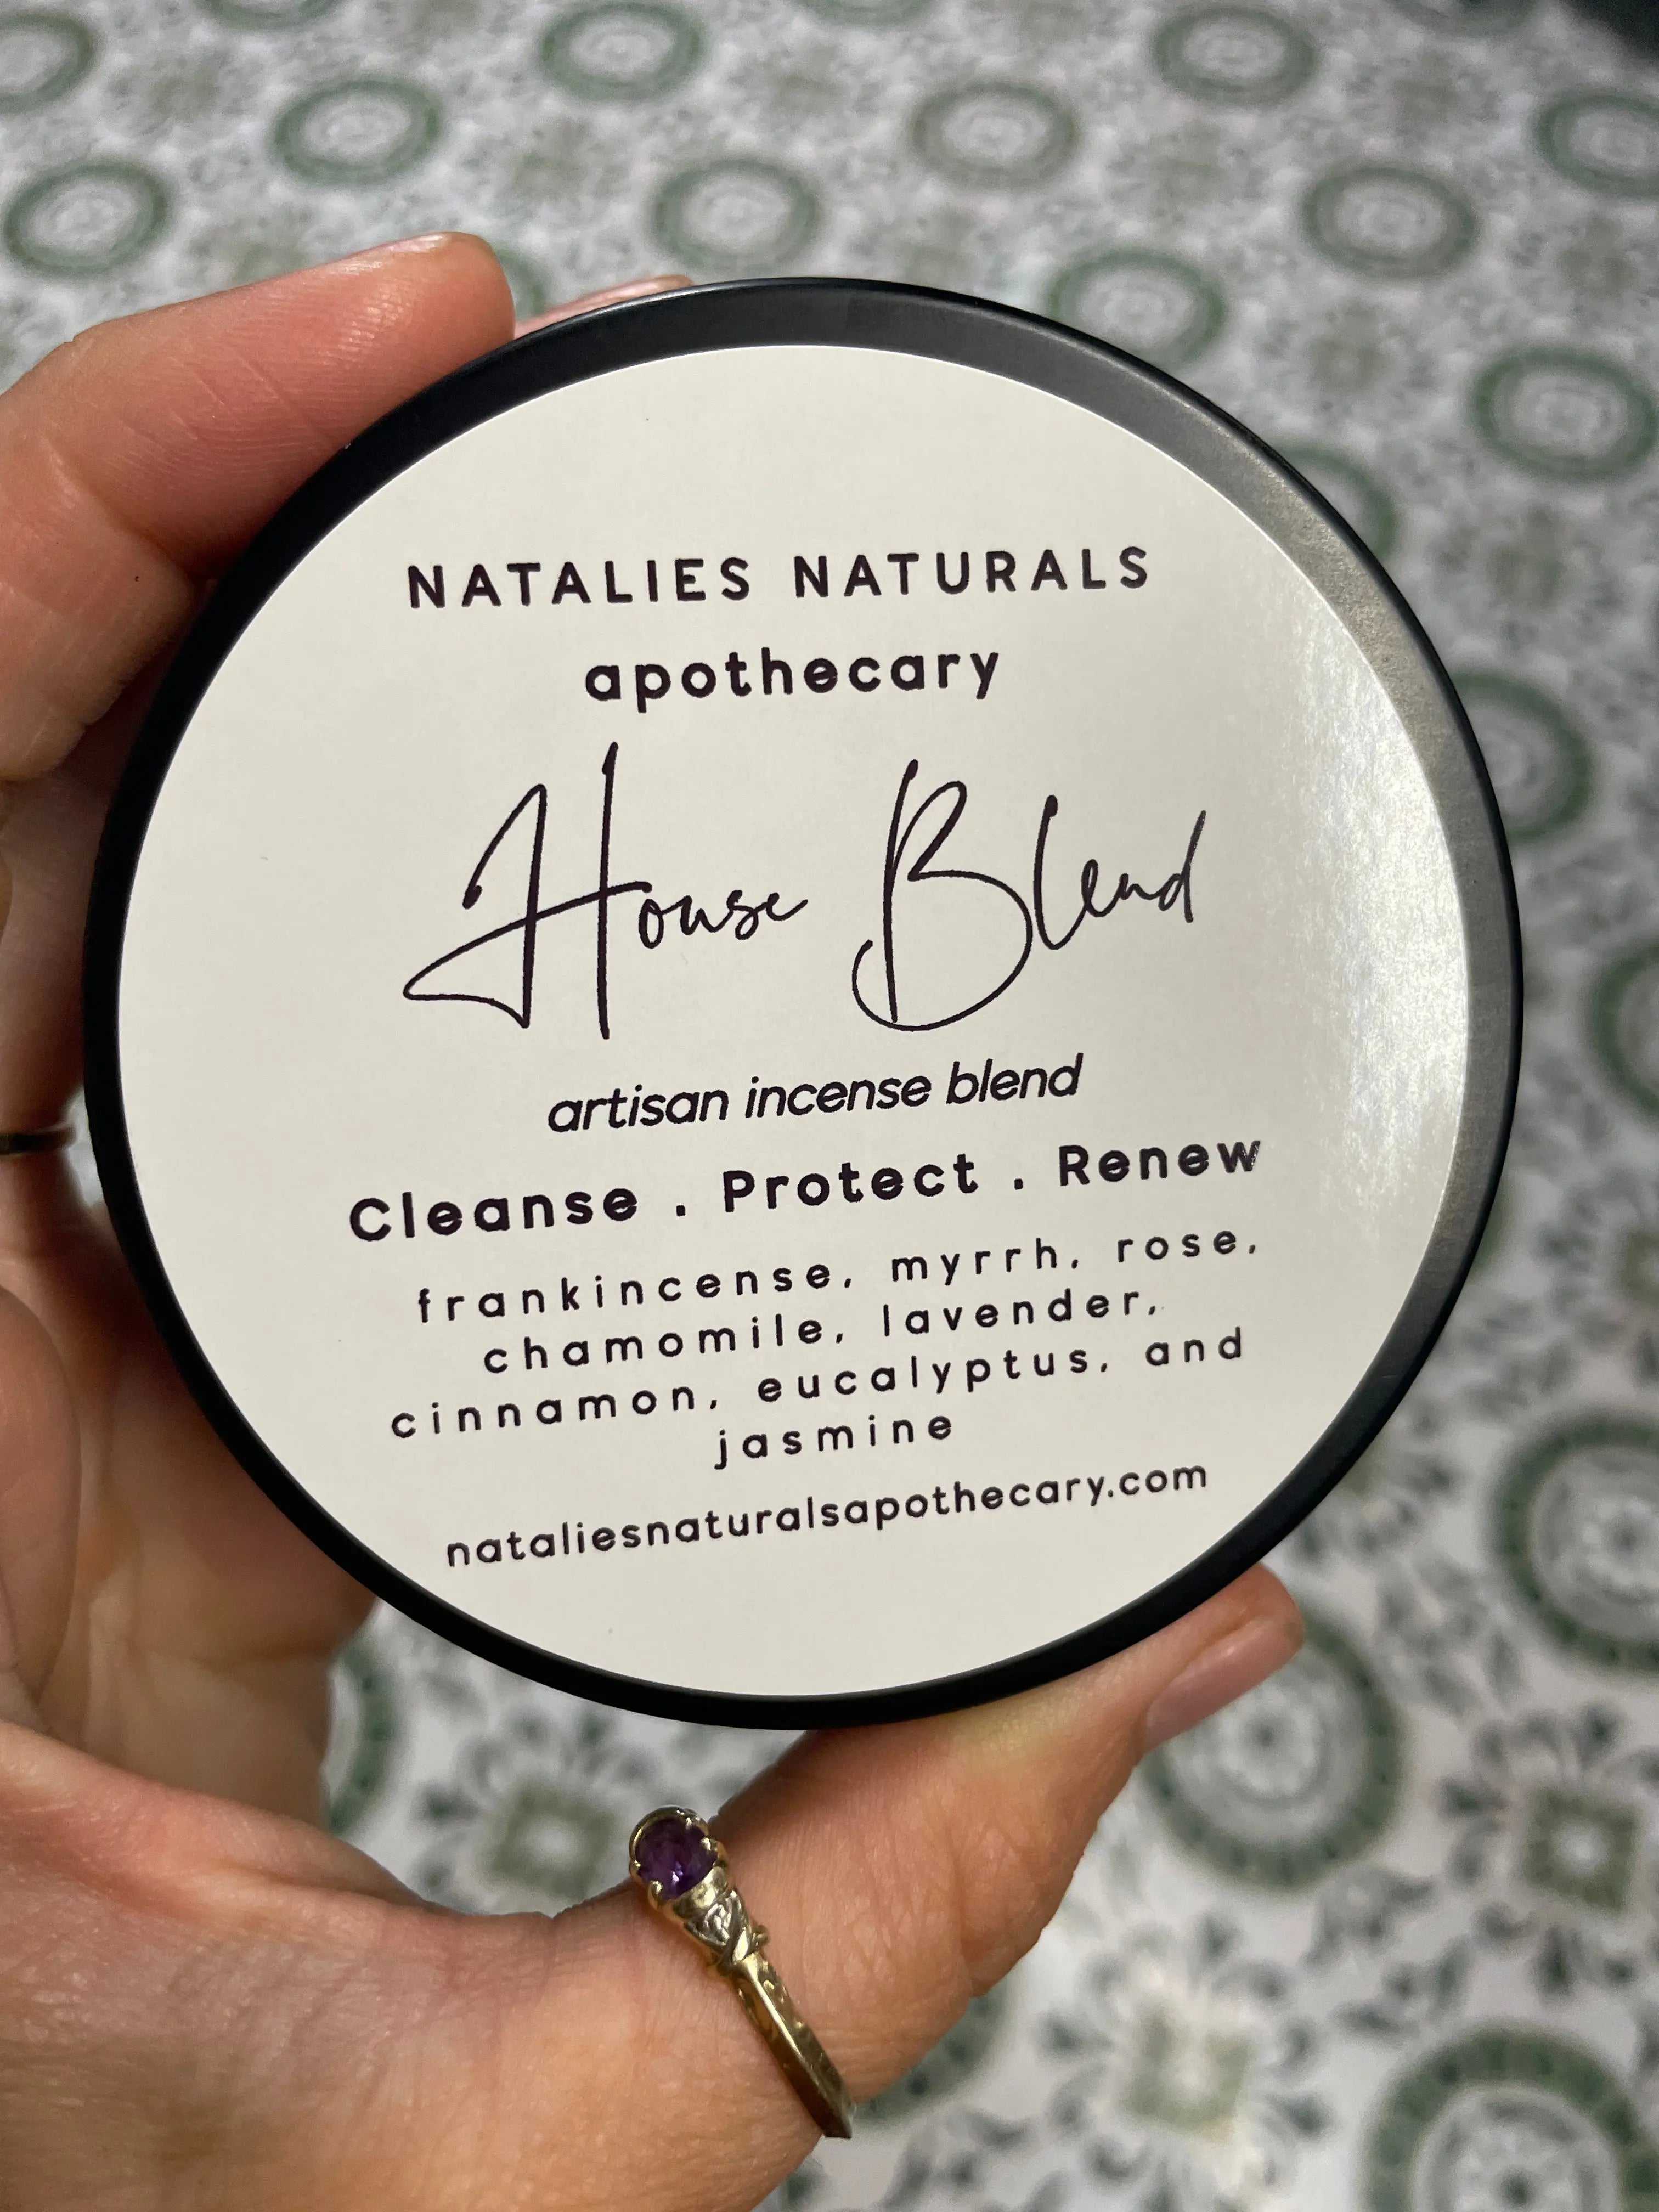 NATALIES NATURALS
apothecary
House Blend
artisan incense blend
Cleanse . Protect . Renew
frankincense, myrrh, rose,
chamomile, lavender,
cinnamon, eucalyptus, and
jasmine
nataliesnaturalsapothecary.com